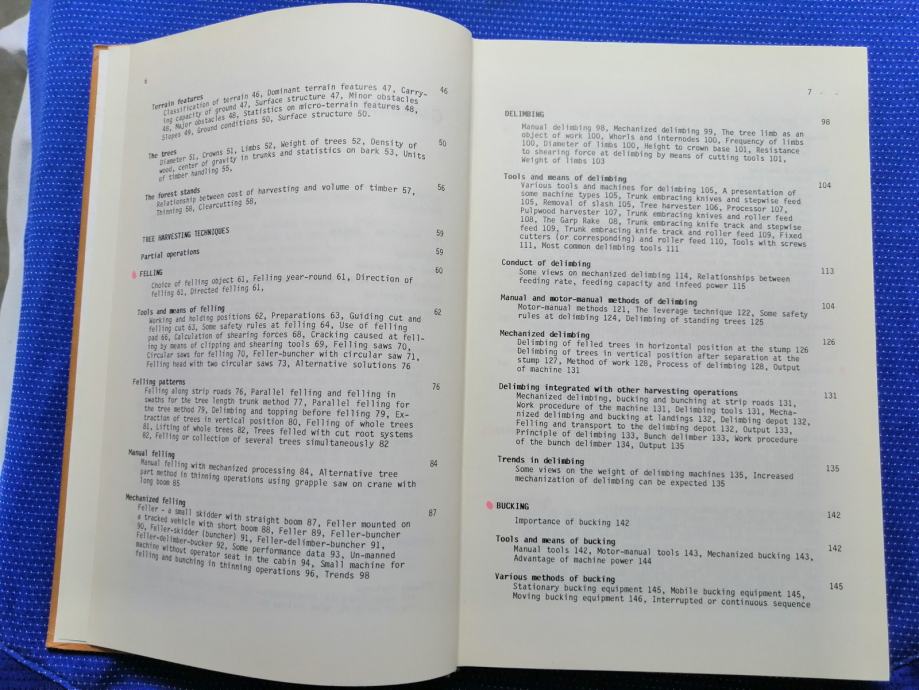 6
Terrain features 46
Classification of terrain 46, Dominant terrain features 47, Carry-
ing capacity of ground 47, Surface structure 47, Minor obstacles
48, Major obstacles 48, Statistics on micro-terrain features 48,
Slopes 49, Ground conditions 50, Surface structure 50.
The trees 50
Diameter 51, Crowns 51, Limbs 52, Weight of trees 52, Density of
wood, center of gravity in trunks and statistics on bark 53, Units
of timber handling 55,
The forest stands 56
Relationship between cost of harvesting and volume of timber 57,
Thinning 58, Clearcutting 58,
TREE HARVESTING TECHNIQUES 59
Partial operations 59
FELLING 60
Choice of felling object 61, Felling year-round 61, Direction of
felling 61, Directed felling 61,
Tools and means of felling 62
Working and holding positions 62, Preparations 63, Guiding cut and
felling cut 63, Some safety rules at felling 64, Use of felling
pad 66, Calculation of shearing forces 68, Cracking caused at fell-
ing by means of clipping and shearing tools 69, Felling saws 70,
Circular saws for felling 70, Feller-buncher with circular saw 71,
Felling head with two circular saws 73, Alternative solutions 76
Felling patterns 76
Felling along strip roads 76, Parallel felling and felling in
swaths for the tree length trunk method 77, Parallel felling for
the tree method 79, Delimbing and topping before felling 79, Ex-
traction of trees in vertical position 80, Felling of whole trees
81, Lifting of whole trees 82, Trees felled with cut root systems
82, Felling or collection of several trees simultaneously 82
Manual felling 84
Manual felling with mechanized processing 84, Alternative tree
part method in thinning operations using grapple saw on crane with
long boom 85
Mechanized felling 87
Feller - a small skidder with straight boom 87, Feller mounted on
a tracked vehicle with short boom 88, Feller 89, Feller-buncher
90, Feller-skidder (buncher) 91, Feller-delimber-buncher 91,
Feller-delimber-bucker 92, Some performance data 93, Un-manned
machine without operator seat in the cabin 94, Small machine for
felling and bunching in thinning operations 96, Trends 98
7
DELIMBING 98
Manual delimbing 98, Mechanized delimbing 99, The tree limb as an
object of work 100, Whorls and internodes 100, Frequency of limbs
100, Diameter of limbs 100, Height to crown base 101, Resistance
to shearing force at delimbing by means of cutting tools 101,
Weight of limbs 103
Tools and means of delimbing 104
Various tools and machines for delimbing 105, A presentation of
some machine types 105, Trunk embracing knives and stepwise feed
105, Removal of slash 105, Tree harvester 106, Processor 107,
Pulpwood harvester 107, Trunk embracing knives and roller feed
108, The Garp Rake 08, Trunk embracing knife track and stepwise
feed 109, Trunk embracing knife track and roller feed 109, Fixed
cutters (or corresponding) and roller feed 110, Tools with screws
111, Most common delimbing tools 111
Conduct of delimbing 113
Some views on mechanized delimbing 114, Relationships between
feeding rate, feeding capacity and infeed power 115
Manual and motor-manual methods of delimbing 104
Motor-manual methods 121, The leverage technique 122, Some safety
rules at delimbing 124, Delimbing of standing trees 125
Mechanized delimbing 126
Delimbing of felled trees in horizontal position at the stump 126
Delimbing of trees in vertical position after separation at the
stump 127, Method of work 128, Process of delimbing 128, Output
of machine 131
Delimbing integrated with other harvesting operations 131
Mechanized delimbing, bucking and bunching at strip roads 131,
Work procedure of the machine 131, Delimbing tools 131, Mecha-
nized delimbing and bucking at landings 132, Delimbing depot 132,
Felling and transport to the delimbing depot 132, Output 133,
Principle of delimbing 133, Bunch delimber 133, Work procedure
of the bunch delimber 134, Output 135
Trends in delimbing 135
Some views on the weight of delimbing machines 135, Increased
mechanization of delimbing can be expected 135
BUCKING 142
Importance of bucking 142
Tools and means of bucking 142
Manual tools 142, Motor-manual tools 143, Mechanized bucking 143,
Advantage of machine power 144
Various methods of bucking 145
Stationary bucking equipment 145, Mobile bucking equipment 145,
Moving bucking equipment 146, Interrupted or continuous sequence